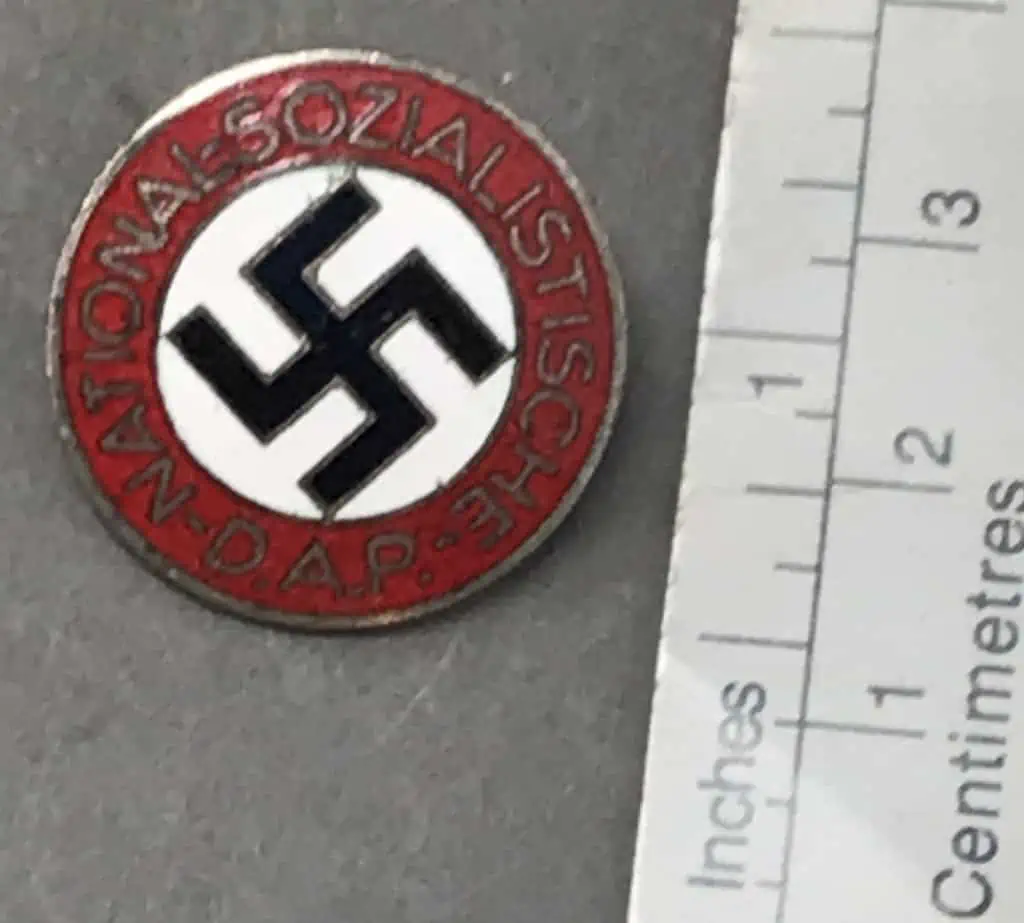 NATIONAL-SOZIALISTISCHE-
D.A.P.-
3
1
2
1
Inches
Centimetres